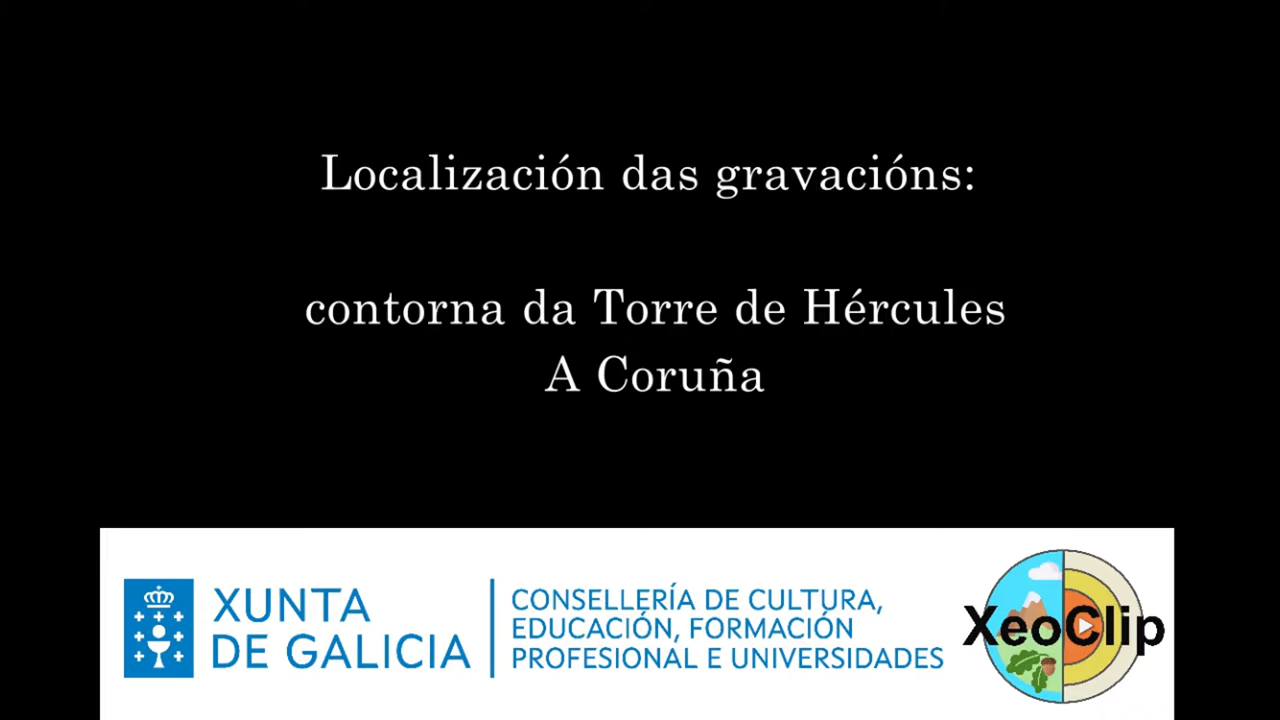 Localización das gravacións:
contorna da Torre de Hércules
A Coruña
XUNTA
DE GALICIA
CONSELLERÍA DE CULTURA,
EDUCACIÓN, FORMACIÓN
PROFESIONAL E UNIVERSIDADES
XeoClip